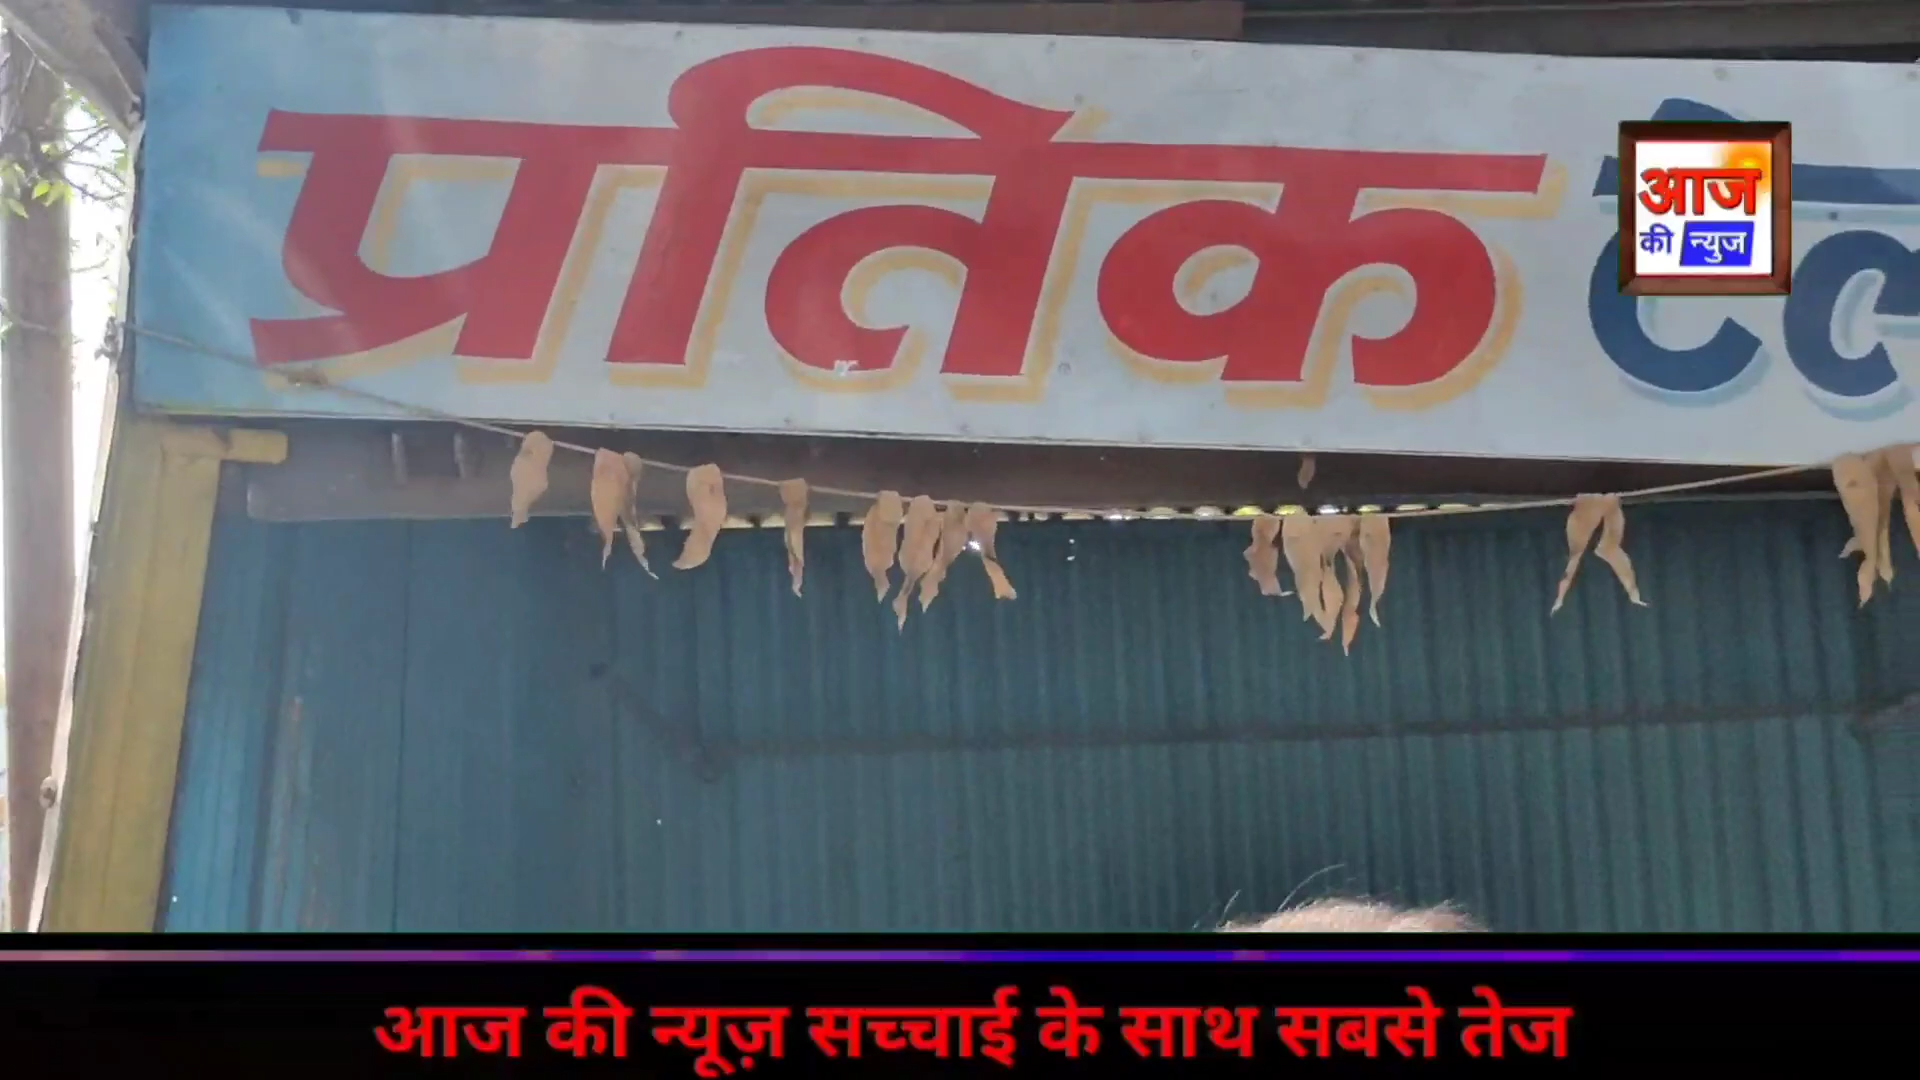 प्रतिक
आज
की न्युज
आज की न्यूज़ सच्चाई के साथ सबसे तेज